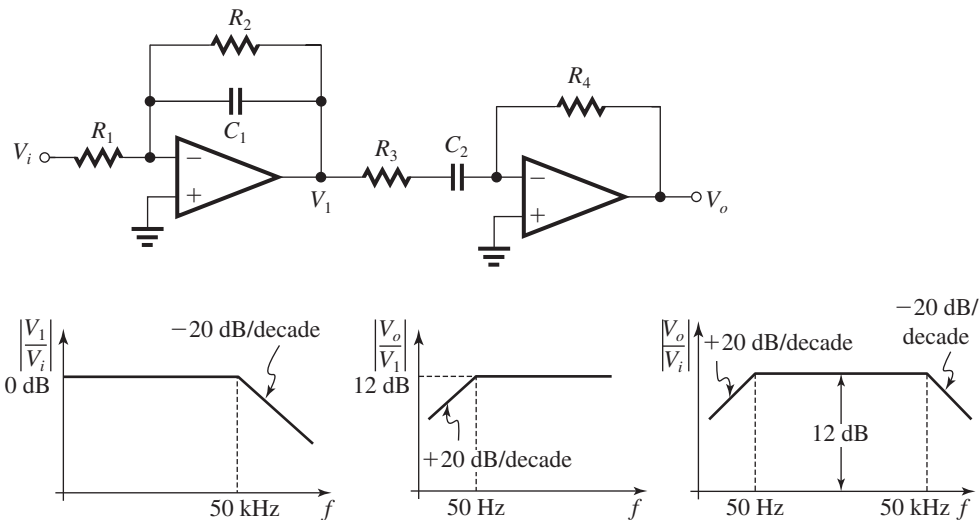 R2
C1
R1
Vi
−
+
V1
R3
C2
R4
−
+
Vo
|V1/Vi|
−20 dB/decade
0 dB
50 kHz
f
|Vo/V1|
12 dB
+20 dB/decade
50 Hz
f
|Vo/Vi|
+20 dB/decade
−20 dB/
decade
12 dB
50 Hz
50 kHz
f